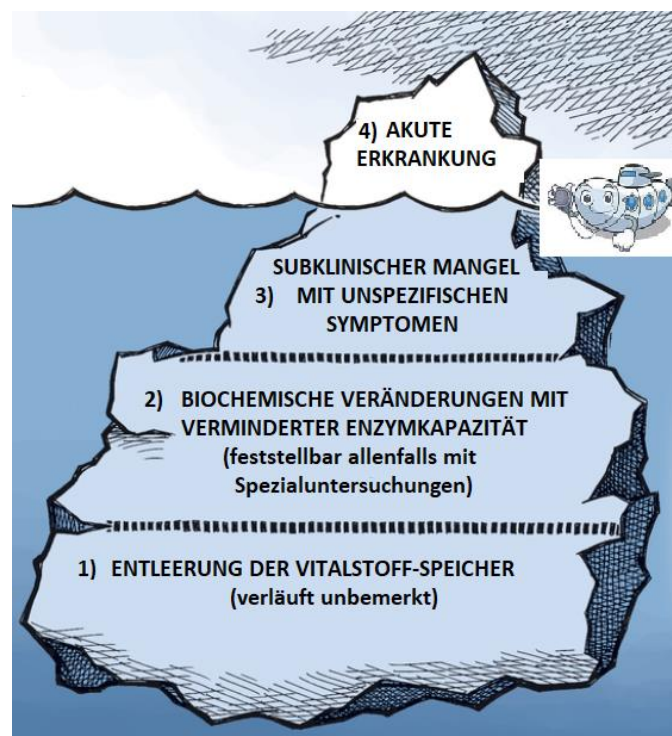 4) AKUTE
ERKRANKUNG
SUBKLINISCHER MANGEL
3) MIT UNSPEZIFISCHEN
SYMPTOMEN
2) BIOCHEMISCHE VERÄNDERUNGEN MIT
VERMINDERTER ENZYMKAPAZITÄT
(feststellbar allenfalls mit
Spezialuntersuchungen)
1) ENTLEERUNG DER VITALSTOFF-SPEICHER
(verläuft unbemerkt)